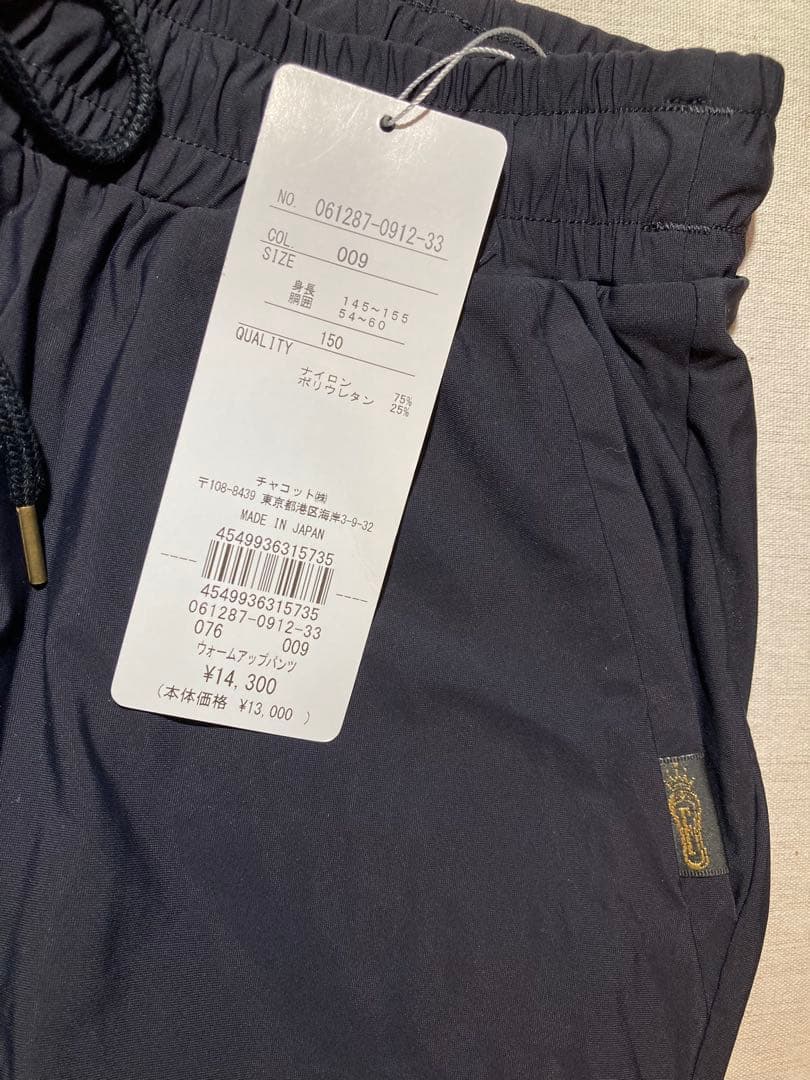 NO. 061287-0912-33
COL. 009
SIZE
身長 145~155
胴囲 54~60
150
QUALITY
ナイロン 75%
ポリウレタン 25%
チャコット㈱
〒108-8439 東京都港区海岸3-9-32
MADE IN JAPAN
4549936315735
4549936315735
061287-0912-33
076 009
ウォームアップパンツ
¥14,300
(本体価格 ¥13,000 )